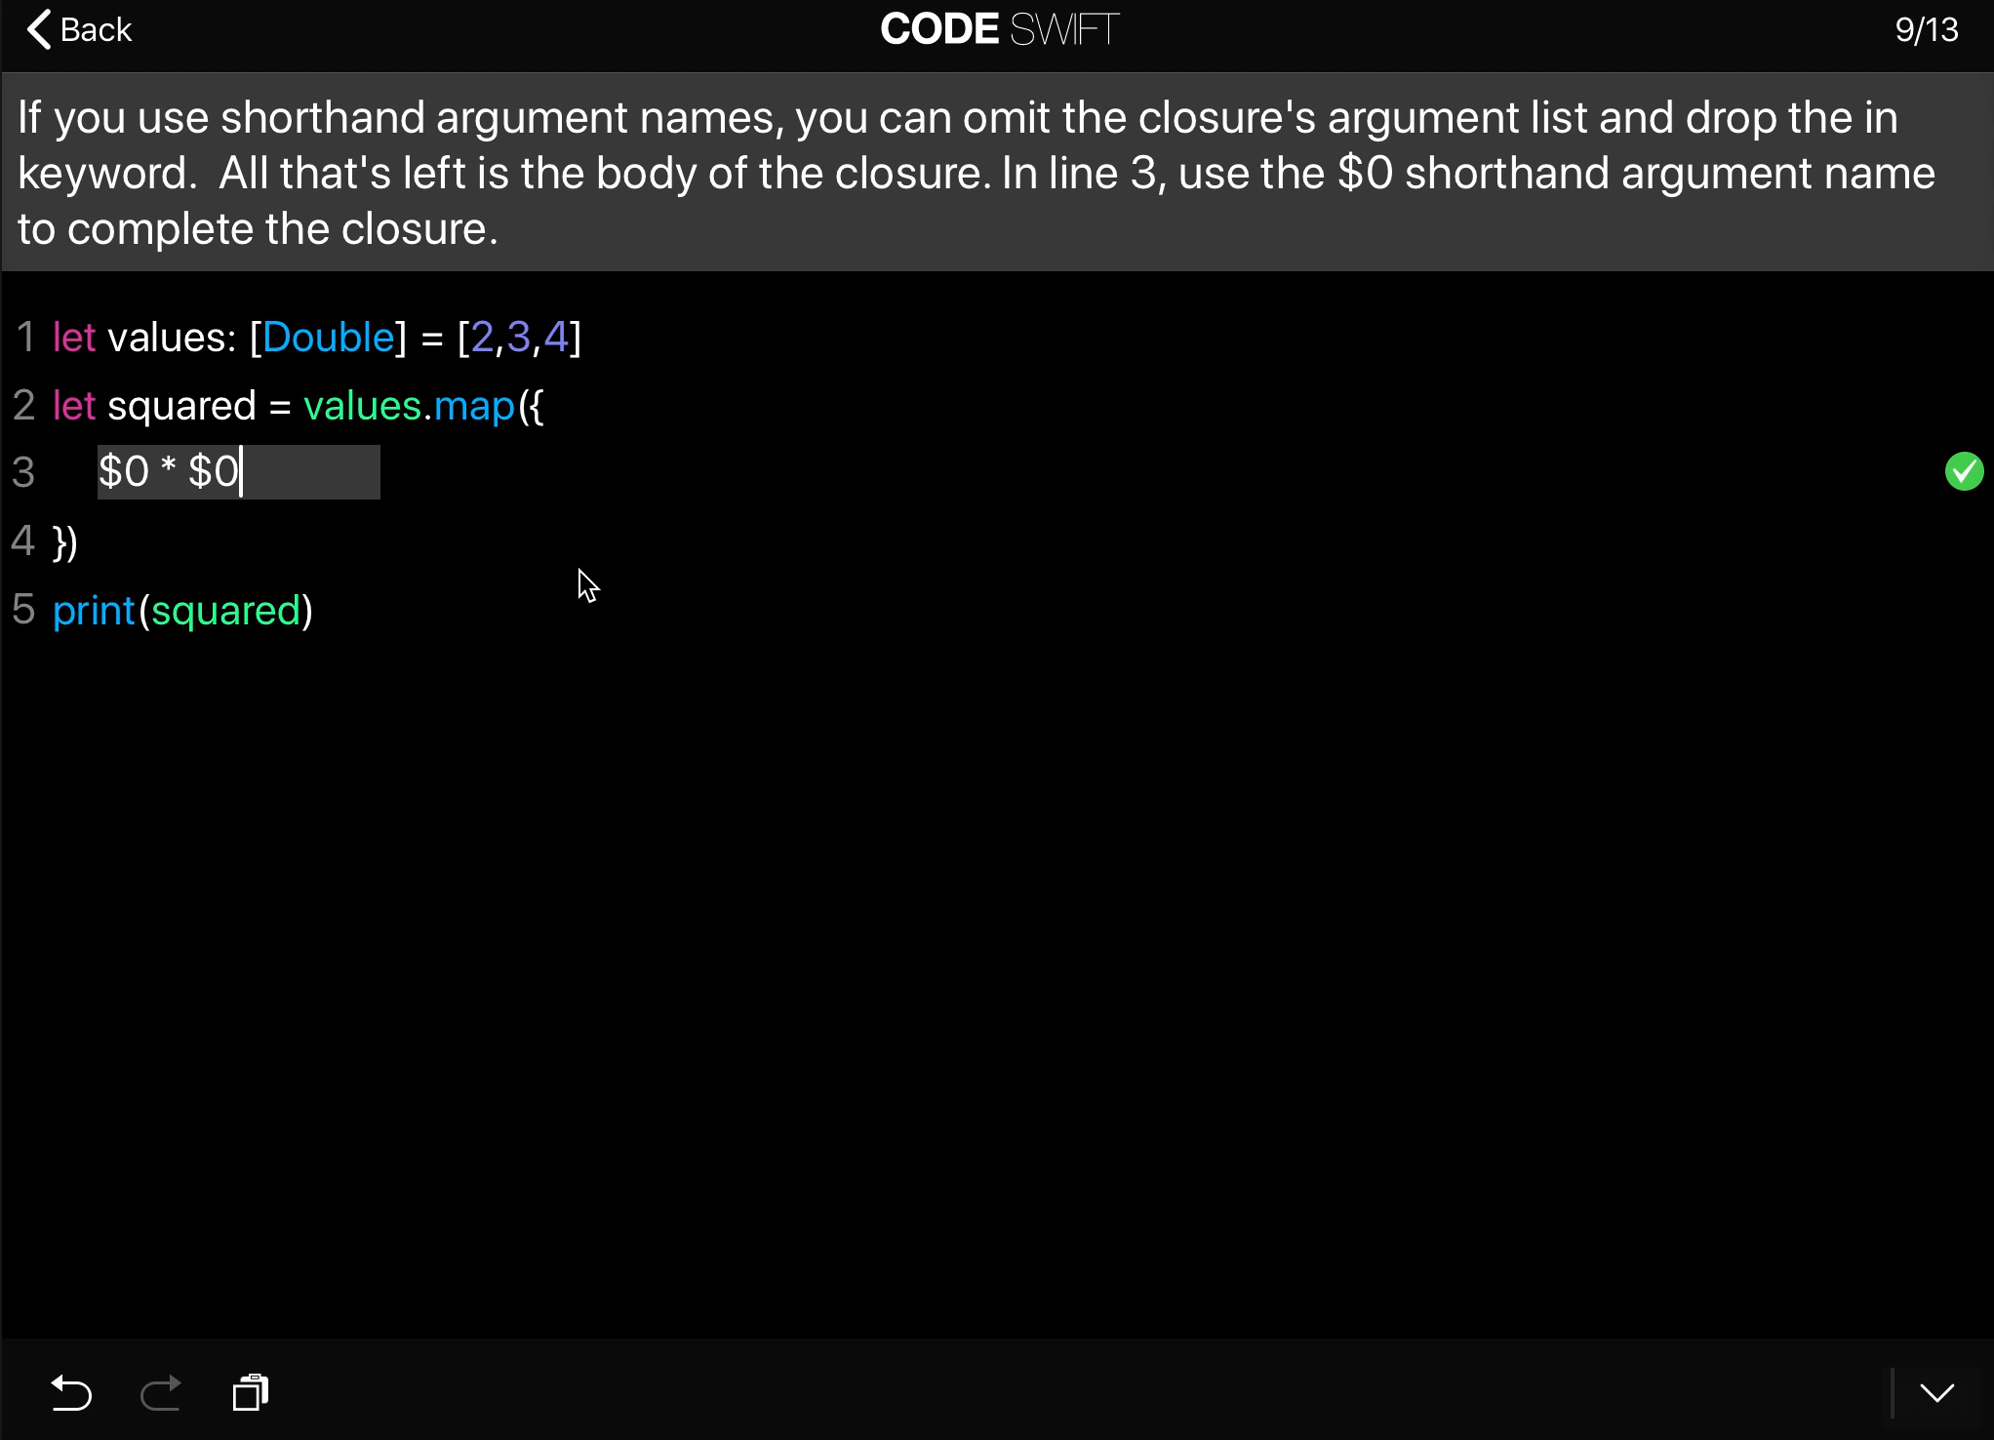 Back
CODE SWIFT
9/13
If you use shorthand argument names, you can omit the closure's argument list and drop the in
keyword.  All that's left is the body of the closure. In line 3, use the $0 shorthand argument name
to complete the closure.
1 let values: [Double] = [2,3,4]
2 let squared = values.map({
3 $0 * $0
4 })
5 print(squared)